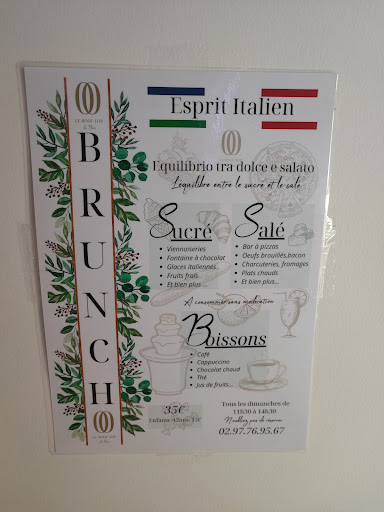 BRUNCH
Esprit Italien
Equilibrio tra dolce e salato
L'équilibre entre le sucré et le salé
Sucré
Viennoiseries
Fontaine à chocolat
Glaces italiennes
Fruits frais
Et bien plus ...
Salé
Bar à pizzas
Oeufs brouillés,bacon
Charcuteries, fromages
Plats chauds
Et bien plus...
A consommer sans modération
Boissons
Café
Cappuccino
Chocolat chaud
Thé
Jus de fruits...
35€
Tous les dimanches de
11h30 à 14h30
N'oubliez pas de réserver
02.97.76.95.67